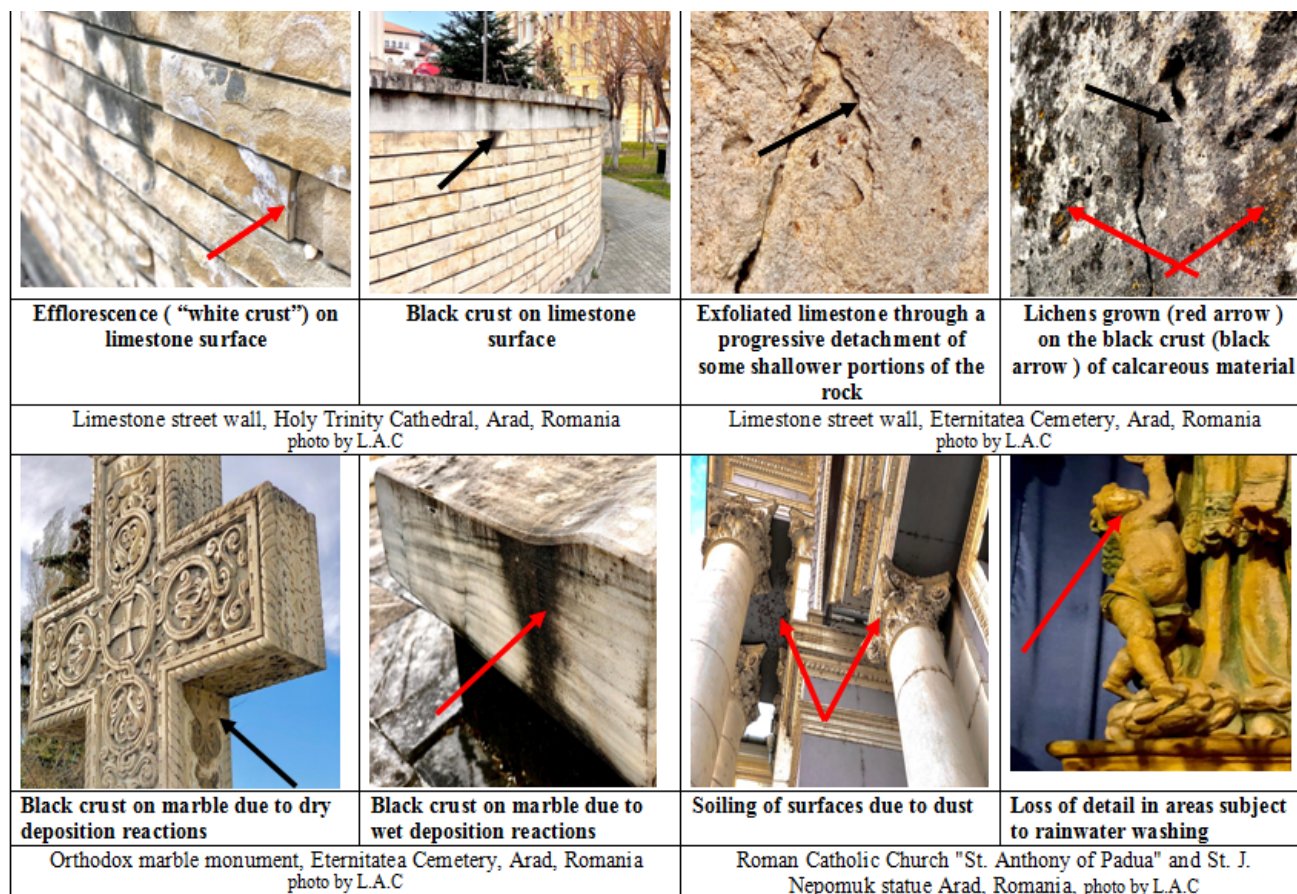 Efflorescence ( “white crust”) on
limestone surface
Black crust on limestone
surface
Exfoliated limestone through a
progressive detachment of
some shallower portions of the
rock
Lichens grown (red arrow )
on the black crust (black
arrow ) of calcareous material
Limestone street wall, Holy Trinity Cathedral, Arad, Romania
photo by L.A.C
Limestone street wall, Eternitatea Cemetery, Arad, Romania
photo by L.A.C
Black crust on marble due to dry
deposition reactions
Black crust on marble due to
wet deposition reactions
Soiling of surfaces due to dust
Loss of detail in areas subject
to rainwater washing
Orthodox marble monument, Eternitatea Cemetery, Arad, Romania
photo by L.A.C
Roman Catholic Church "St. Anthony of Padua" and St. J.
Nepomuk statue Arad, Romania, photo by L.A.C